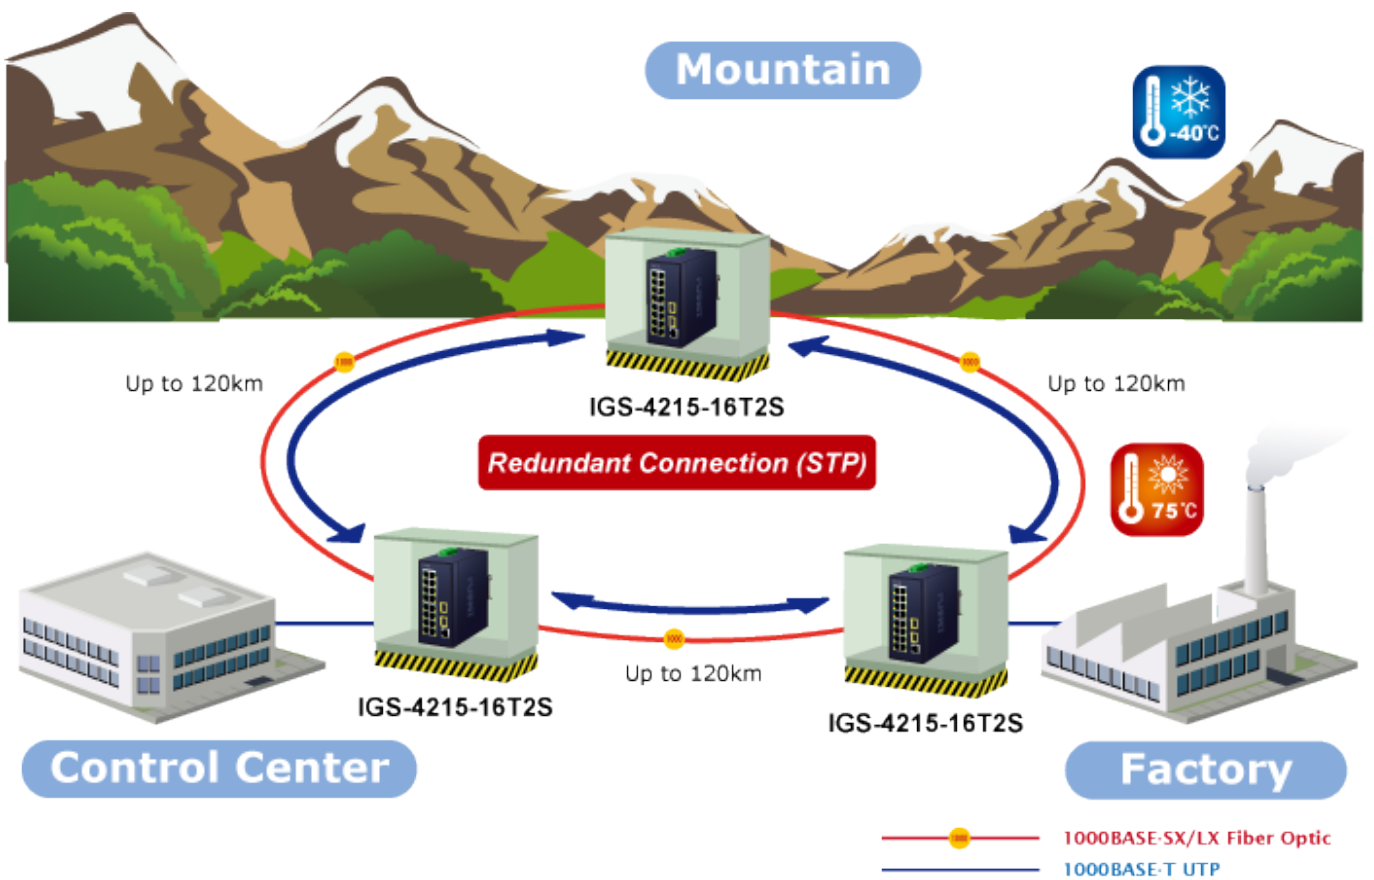 Mountain
-40°C
Up to 120km
Up to 120km
IGS-4215-16T2S
Redundant Connection (STP)
75°C
Up to 120km
IGS-4215-16T2S
IGS-4215-16T2S
Control Center
Factory
1000BASE-SX/LX Fiber Optic
1000BASE-T UTP